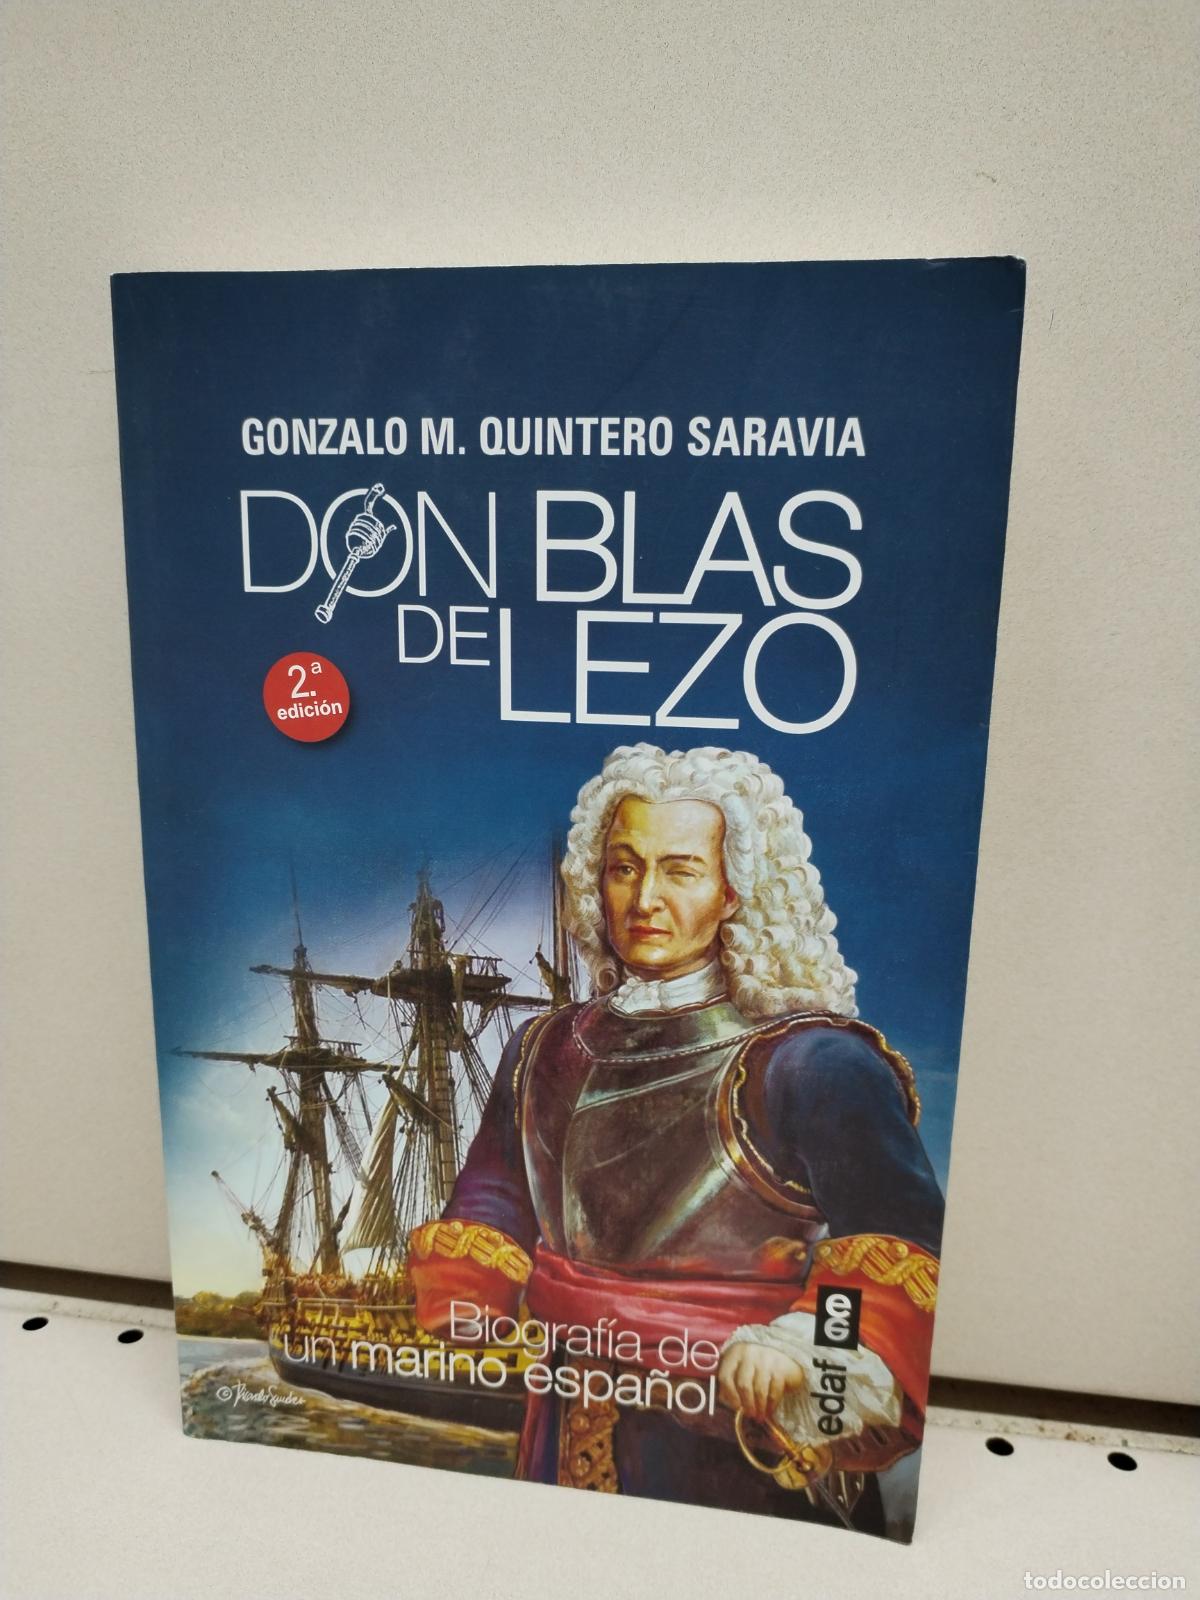 GONZALO M. QUINTERO SARAVIA
DON BLAS
DE LEZO
2.ª
edición
Biografía de
un marino español
edaf
todocoleccion